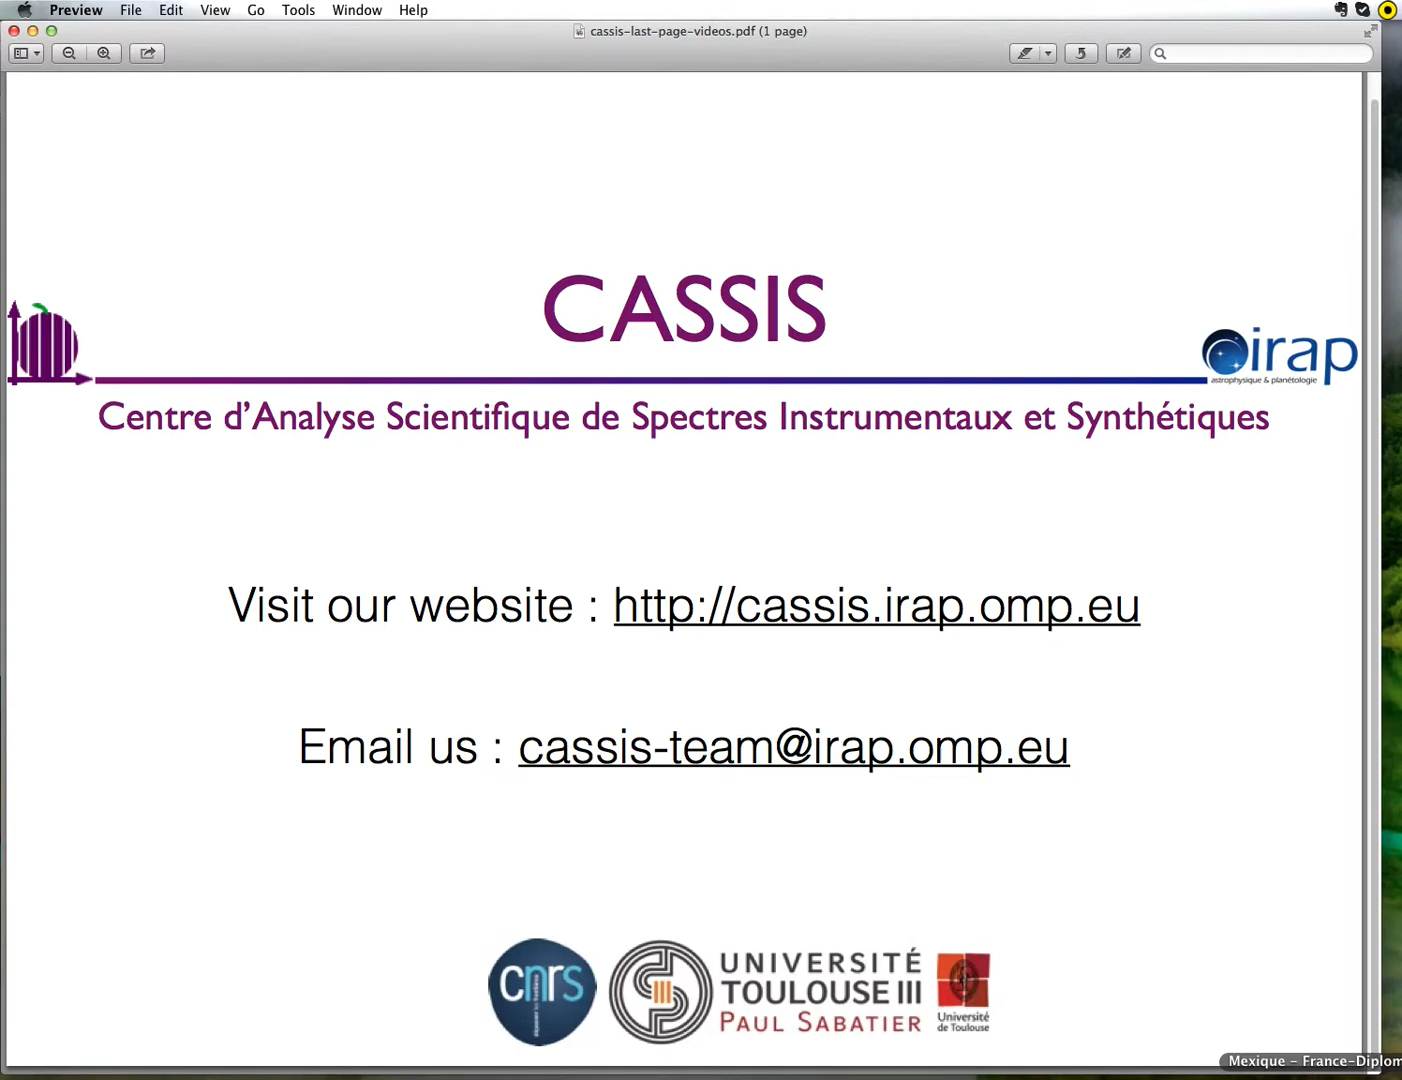 Preview File Edit View Go Tools Window Help
cassis-last-page-videos.pdf (1 page)
CASSIS
irap
astrophysique & planétologie
Centre d’Analyse Scientifique de Spectres Instrumentaux et Synthétiques
Visit our website : http://cassis.irap.omp.eu
Email us : cassis-team@irap.omp.eu
cnrs
UNIVERSITÉ
TOULOUSE III
PAUL SABATIER
Université
de Toulouse
Mexique – France-Diplom